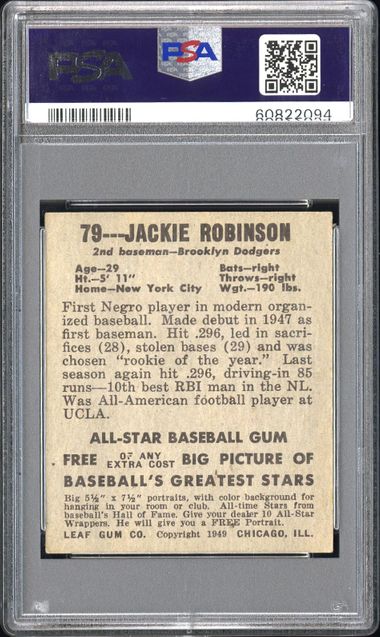 PSA
PSA
60822094
79---JACKIE ROBINSON
2nd baseman—Brooklyn Dodgers
Age—29 Bats—right
Ht.—5' 11" Throws—right
Home—New York City Wgt.—190 lbs.
First Negro player in modern organ-
ized baseball. Made debut in 1947 as
first baseman. Hit .296, led in sacri-
fices (28), stolen bases (29) and was
chosen "rookie of the year." Last
season again hit .296, driving-in 85
runs—10th best RBI man in the NL.
Was All-American football player at
UCLA.
ALL-STAR BASEBALL GUM
FREE OF ANY EXTRA COST BIG PICTURE OF
BASEBALL'S GREATEST STARS
Big 5½" x 7½" portraits, with color background for
hanging in your room or club. All-time Stars from
baseball's Hall of Fame. Give your dealer 10 All-Star
Wrappers. He will give you a FREE Portrait.
LEAF GUM CO. Copyright 1949 CHICAGO, ILL.